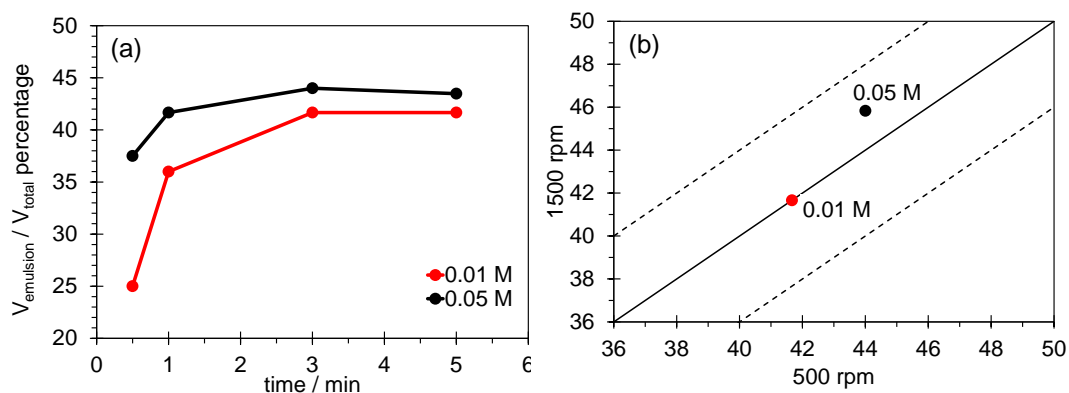 (a)
V_emulsion / V_total percentage
50
45
40
35
30
25
20
0 1 2 3 4 5 6
time / min
0.01 M
0.05 M
(b)
1500 rpm
50
48
46
44
42
40
38
36
36 38 40 42 44 46 48 50
500 rpm
0.05 M
0.01 M